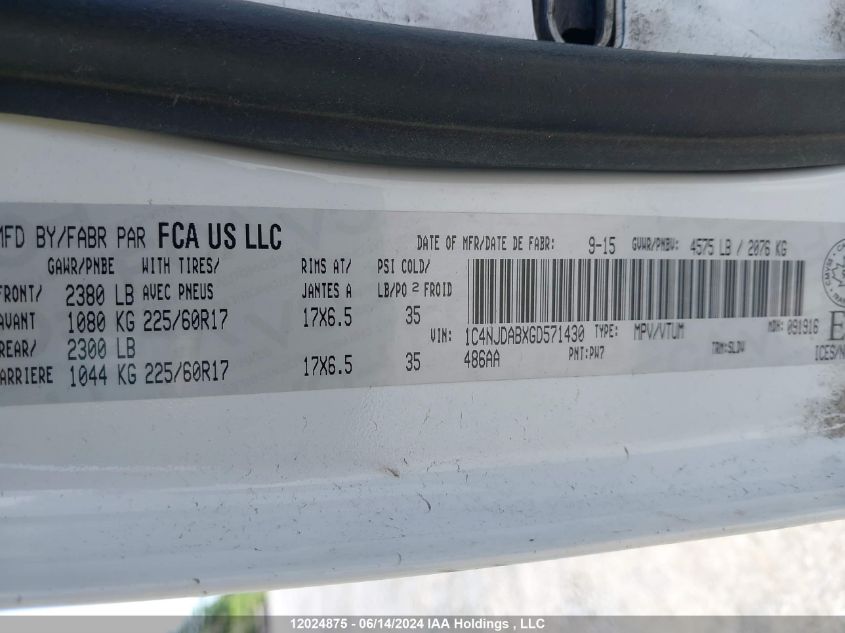 MFD BY/FABR PAR FCA US LLC DATE OF MFR/DATE DE FABR: 9-15 GVWR/PNBV: 4575 LB / 2076 KG
GAWR/PNBE WITH TIRES/ RIMS AT/ PSI COLD/
FRONT/ 2380 LB AVEC PNEUS JANTES A LB/PO 2 FROID
AVANT 1080 KG 225/60R17 17X6.5 35
VIN: 1C4NJDABXGD571430 TYPE: MPV/VTUM MDH: 091916
REAR/ 2300 LB
486AA PNT: PW7 TRM: SLDV ICES/N
ARRIERE 1044 KG 225/60R17 17X6.5 35
12024875 - 06/14/2024 IAA Holdings , LLC